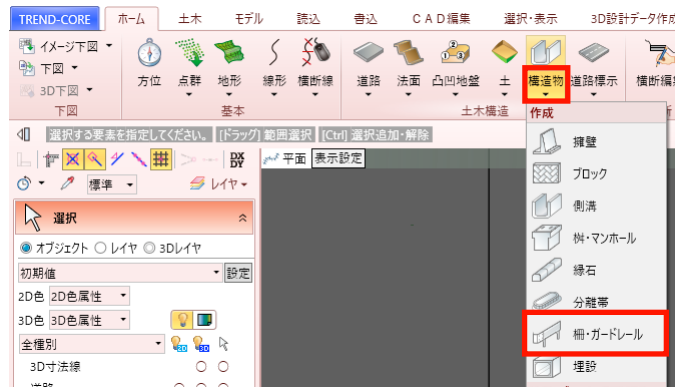 TREND-CORE ホーム 土木 モデル 読込 書込 CAD編集 選択・表示 3D設計データ作成
イメージ下図
下図
3D下図
方位 点群 地形 線形 横断線 道路 法面 凸凹地盤 土 構造物 道路標示 横断編
下図 基本 土木構造
作成
選択する要素を指定してください。 [ドラッグ] 範囲選択 [Ctrl] 選択追加・解除
擁壁
平面 表示設定
標準 レイヤ
ブロック
選択
側溝
桝・マンホール
オブジェクト レイヤ 3Dレイヤ
初期値 設定
縁石
2D色 2D色属性
分離帯
3D色 3D色属性
柵・ガードレール
全種別 2D 3D
3D寸法線
埋設